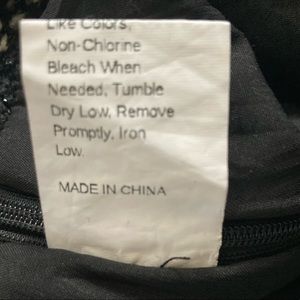 Like Colors,
Non-Chlorine
Bleach When
Needed, Tumble
Dry Low, Remove
Promptly, Iron
Low.
MADE IN CHINA